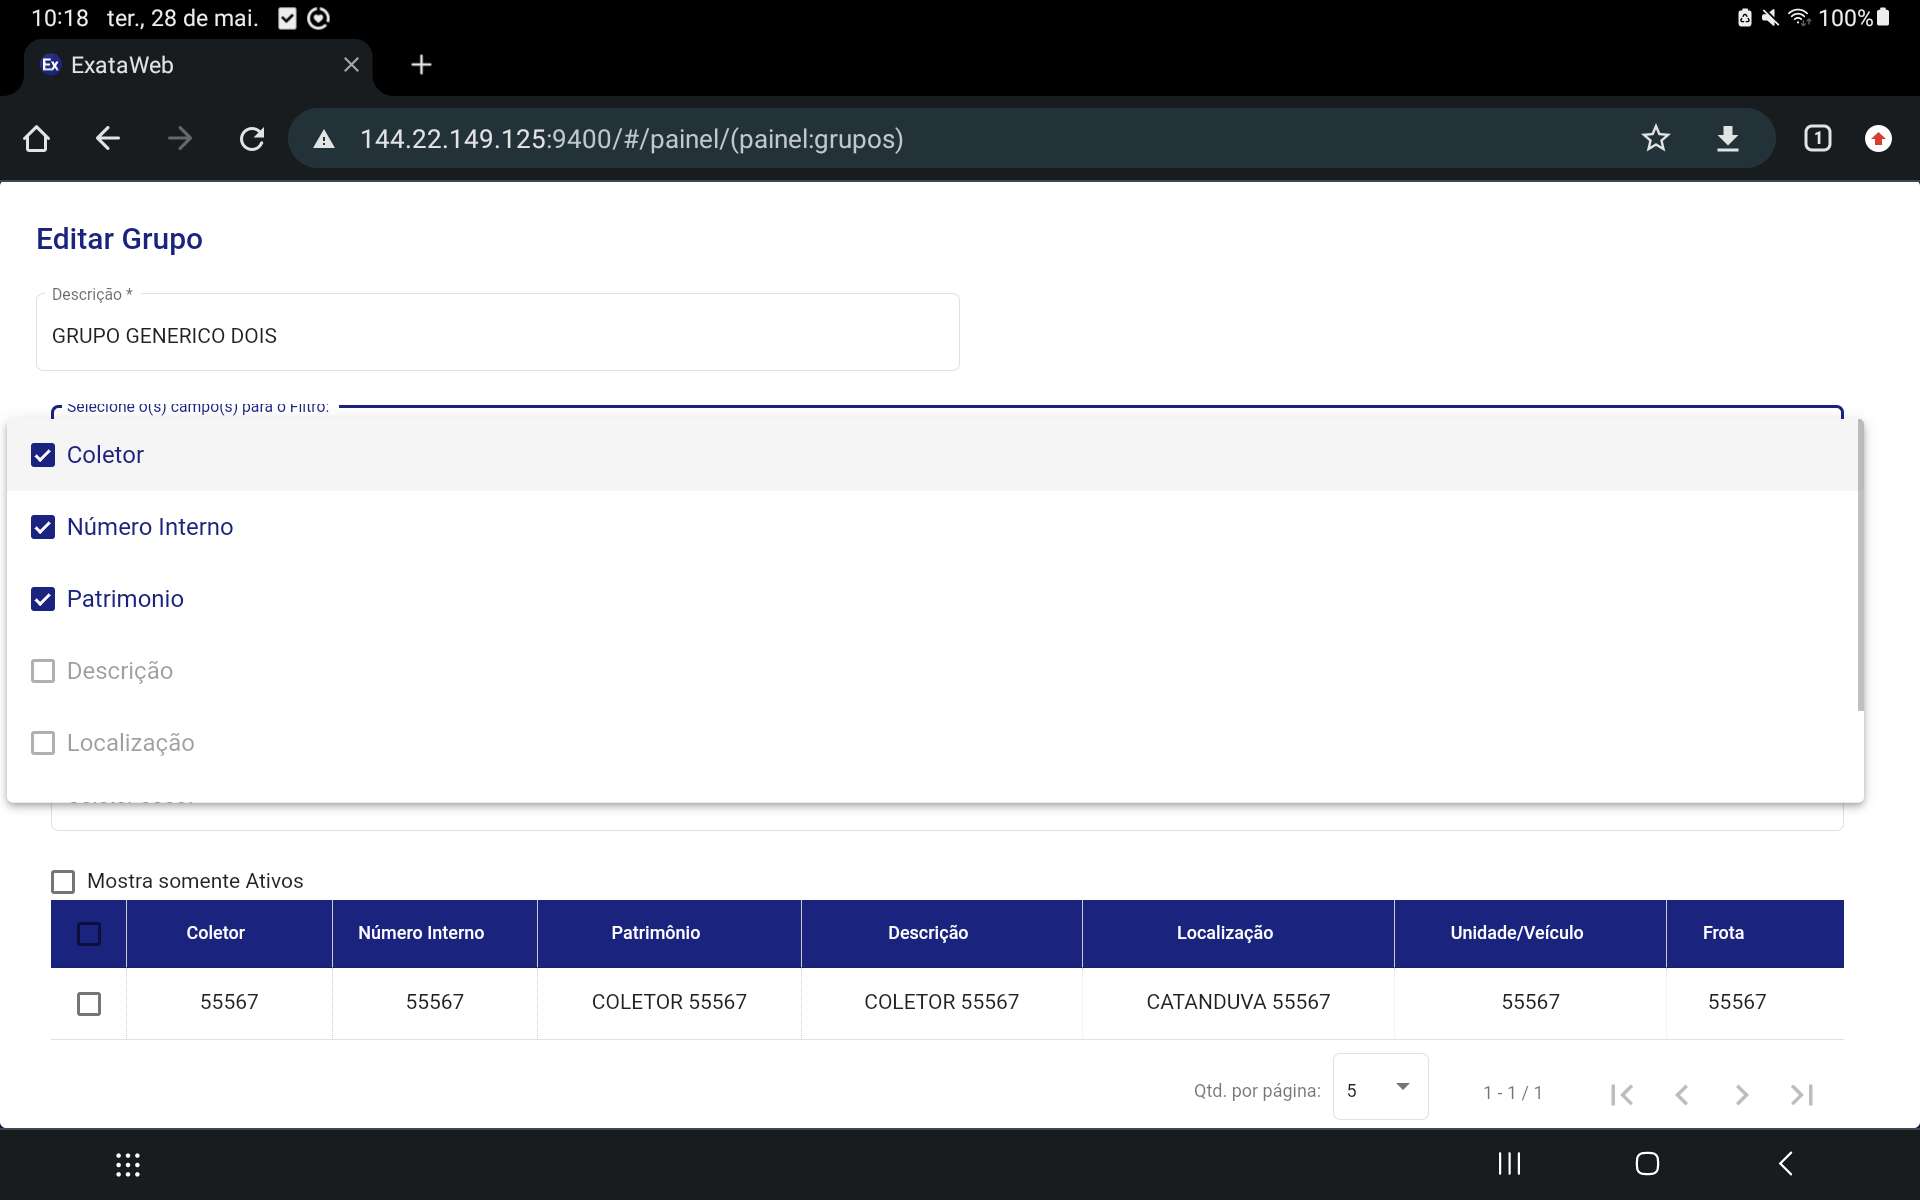 10:18 ter., 28 de mai. 100%
Ex ExataWeb
144.22.149.125:9400/#/painel/(painel:grupos) 1
Editar Grupo
Descrição *
GRUPO GENERICO DOIS
Selecione o(s) campo(s) para o Filtro:
Coletor
Número Interno
Patrimonio
Descrição
Localização
Mostra somente Ativos
Coletor Número Interno Patrimônio Descrição Localização Unidade/Veículo Frota
55567 55567 COLETOR 55567 COLETOR 55567 CATANDUVA 55567 55567 55567
Qtd. por página: 5 1 - 1 / 1